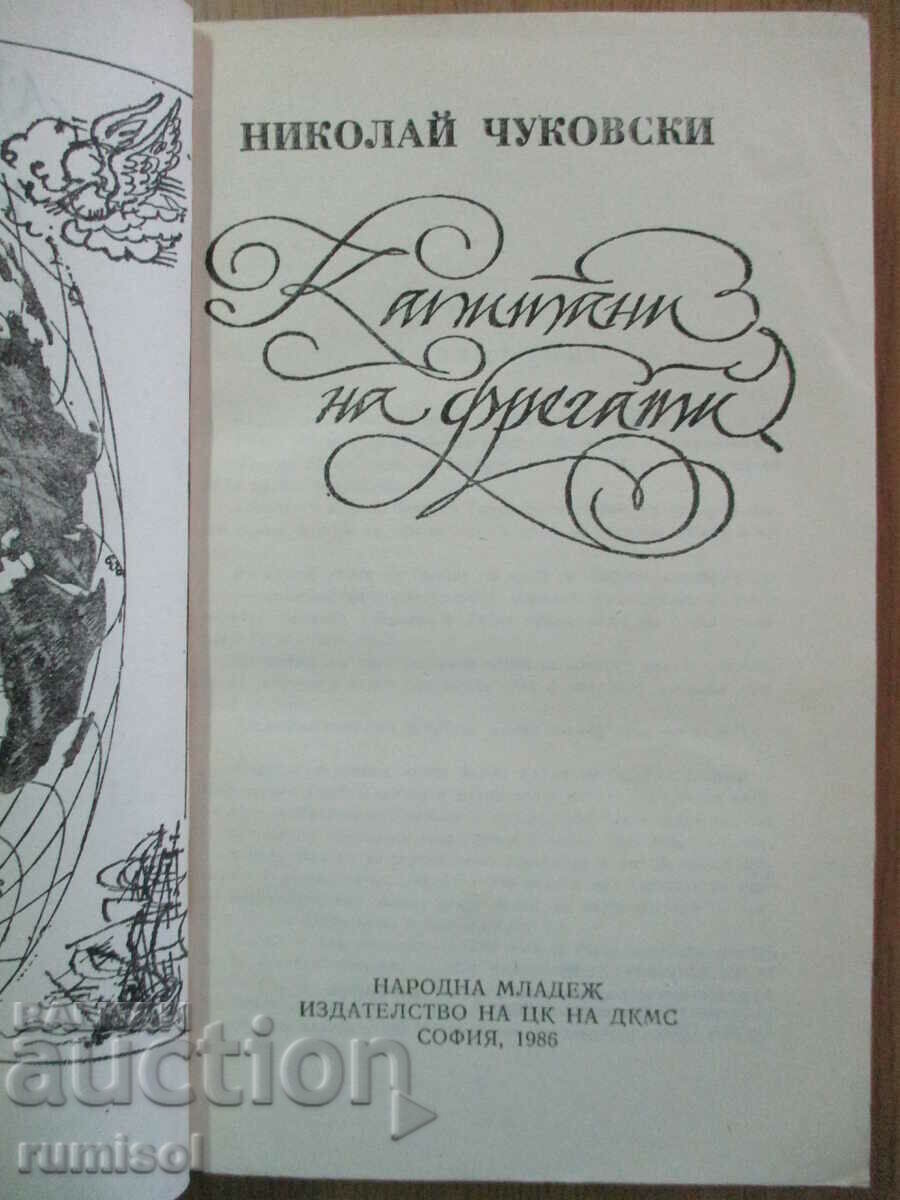 НИКОЛАЙ ЧУКОВСКИ
Капитани
на фрегати
НАРОДНА МЛАДЕЖ
ИЗДАТЕЛСТВО НА ЦК НА ДКМС
СОФИЯ, 1986
auction
rumisol